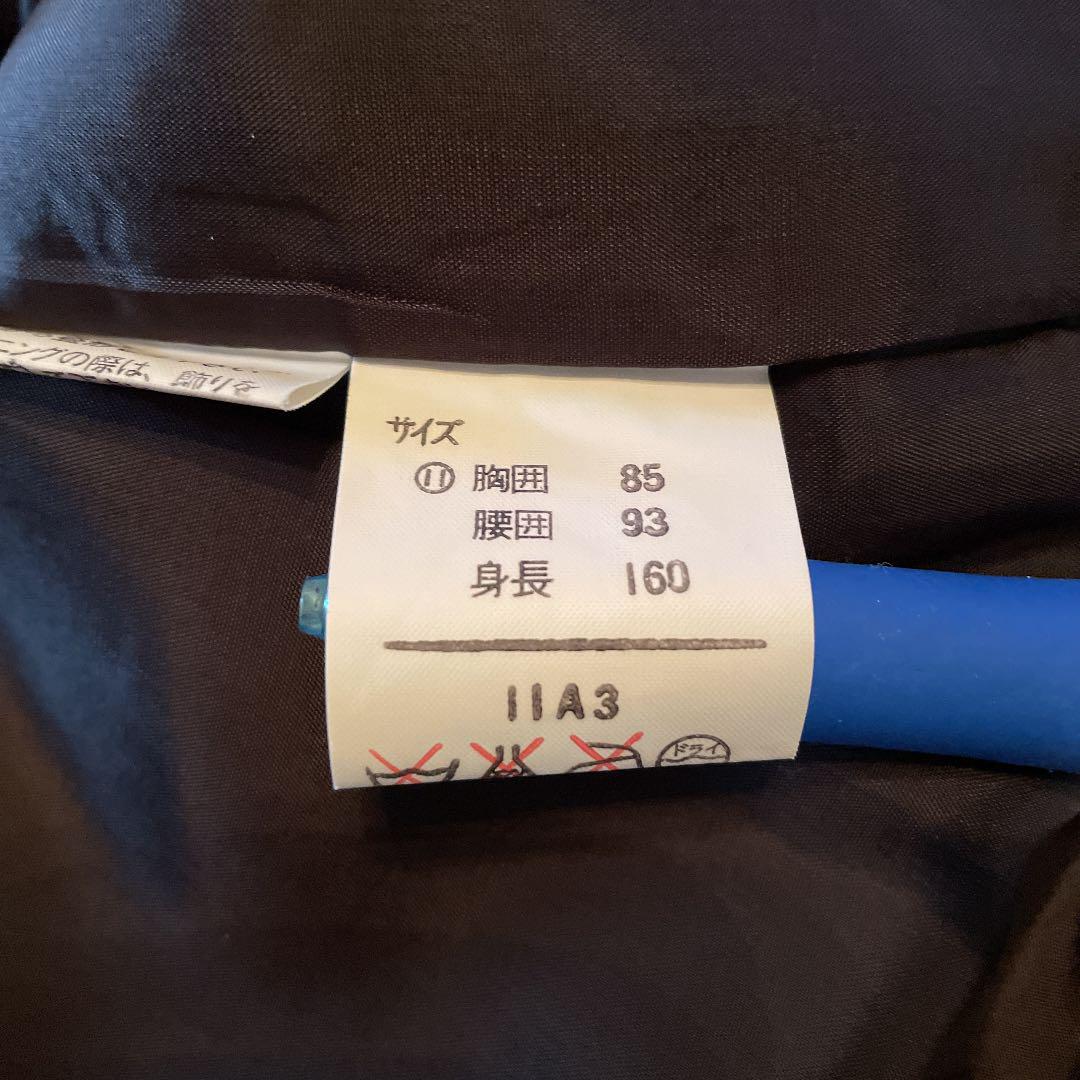 ニングの際は、飾りを
サイズ
⑪ 胸囲 85
腰囲 93
身長 160
11A3
ドライ